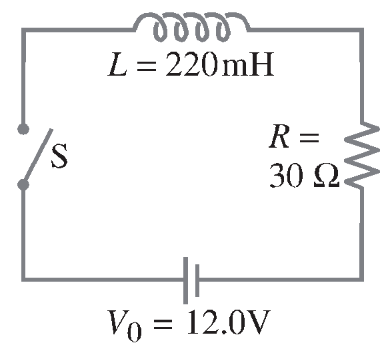 L = 220 mH
S
R =
30 Ω
V₀ = 12.0V